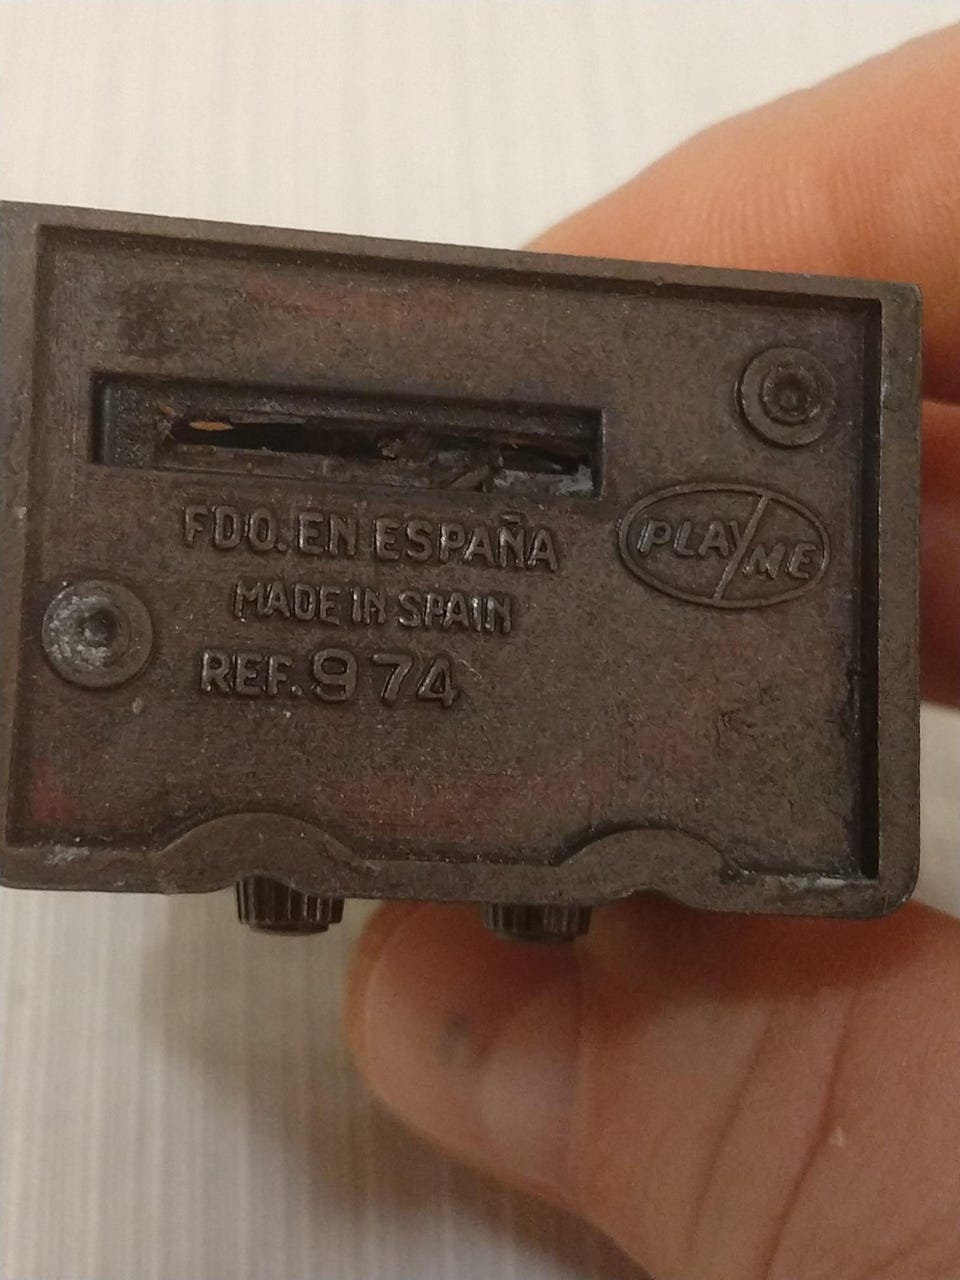 FDO. EN ESPAÑA
MADE IN SPAIN
REF. 974
PLAY/ME